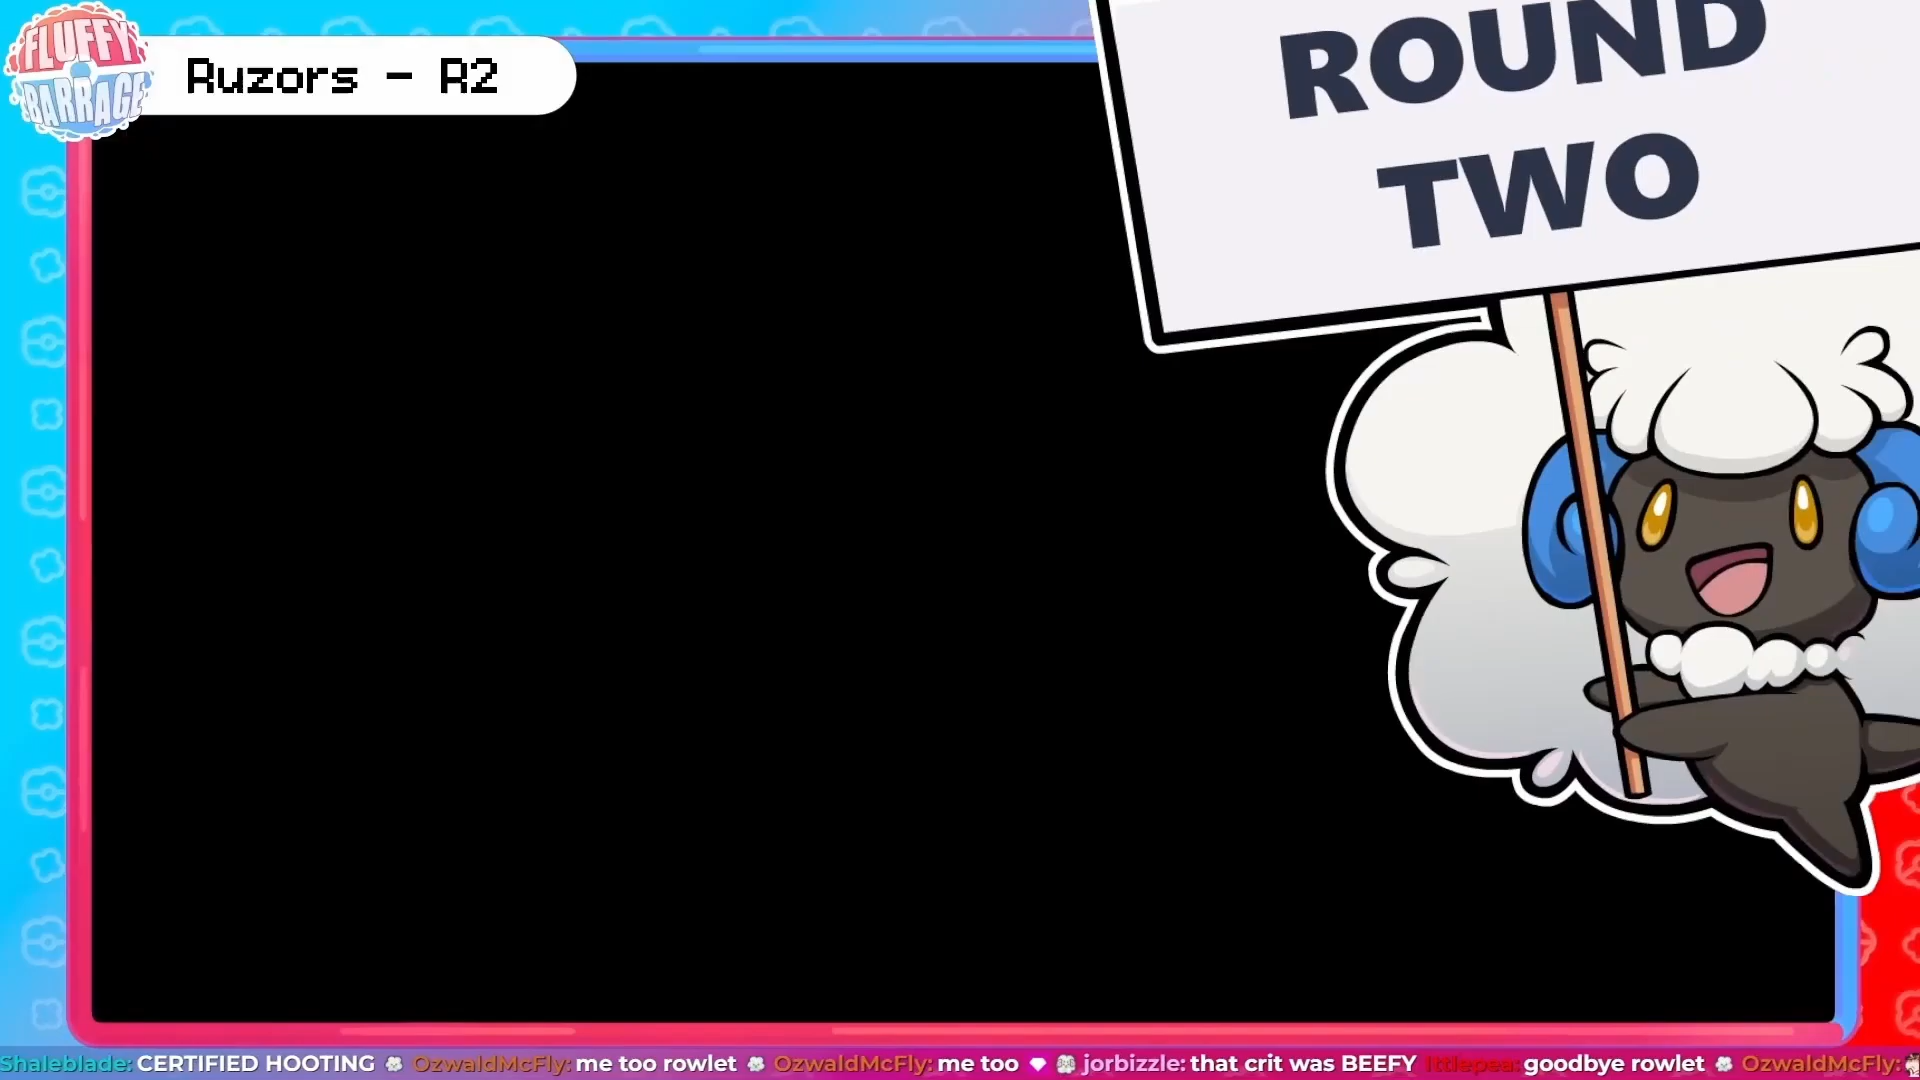 FLUFFY
BARRAGE
Ruzors - R2
ROUND
TWO
Shaleblade: CERTIFIED HOOTING OzwaldMcFly: me too rowlet OzwaldMcFly: me too jorbizzle: that crit was BEEFY littlepea: goodbye rowlet OzwaldMcFly: